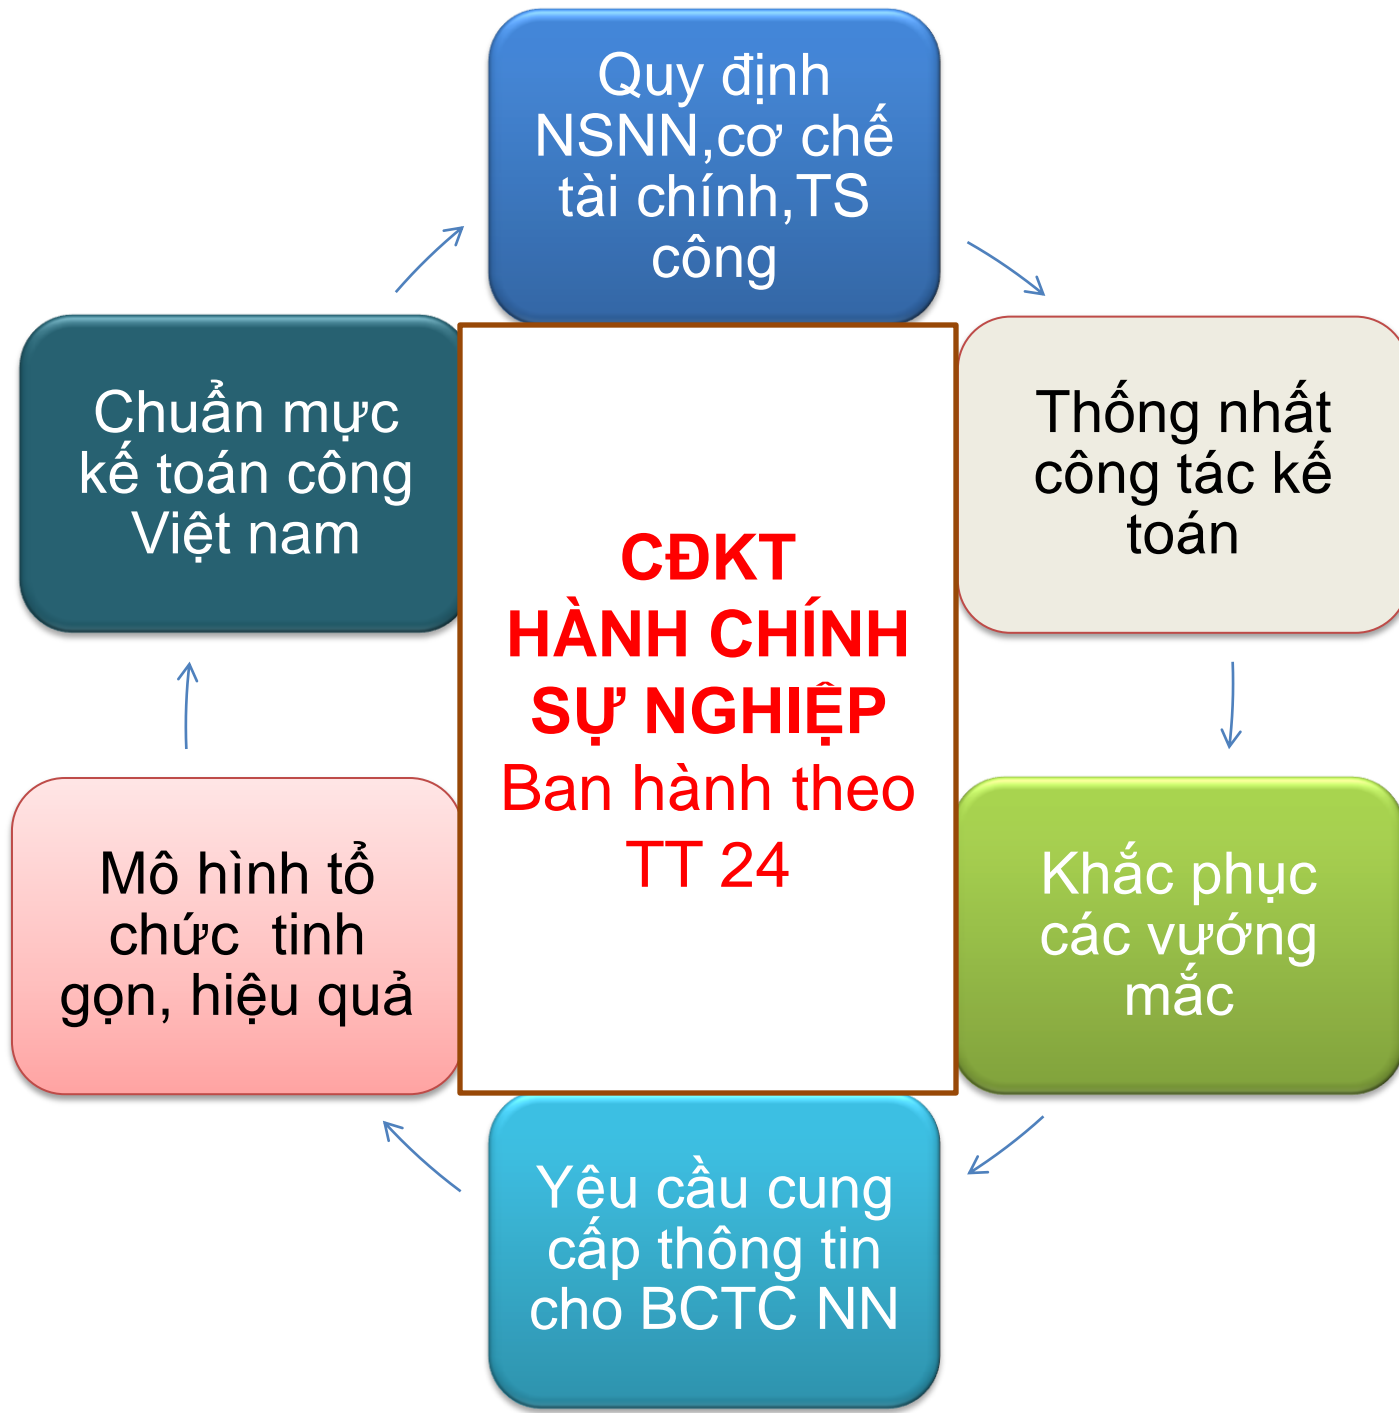 Quy định
NSNN,cơ chế
tài chính,TS
công
Chuẩn mực
kế toán công
Việt nam
Thống nhất
công tác kế
toán
CĐKT
HÀNH CHÍNH
SỰ NGHIỆP
Ban hành theo
TT 24
Mô hình tổ
chức  tinh
gọn, hiệu quả
Khắc phục
các vướng
mắc
Yêu cầu cung
cấp thông tin
cho BCTC NN